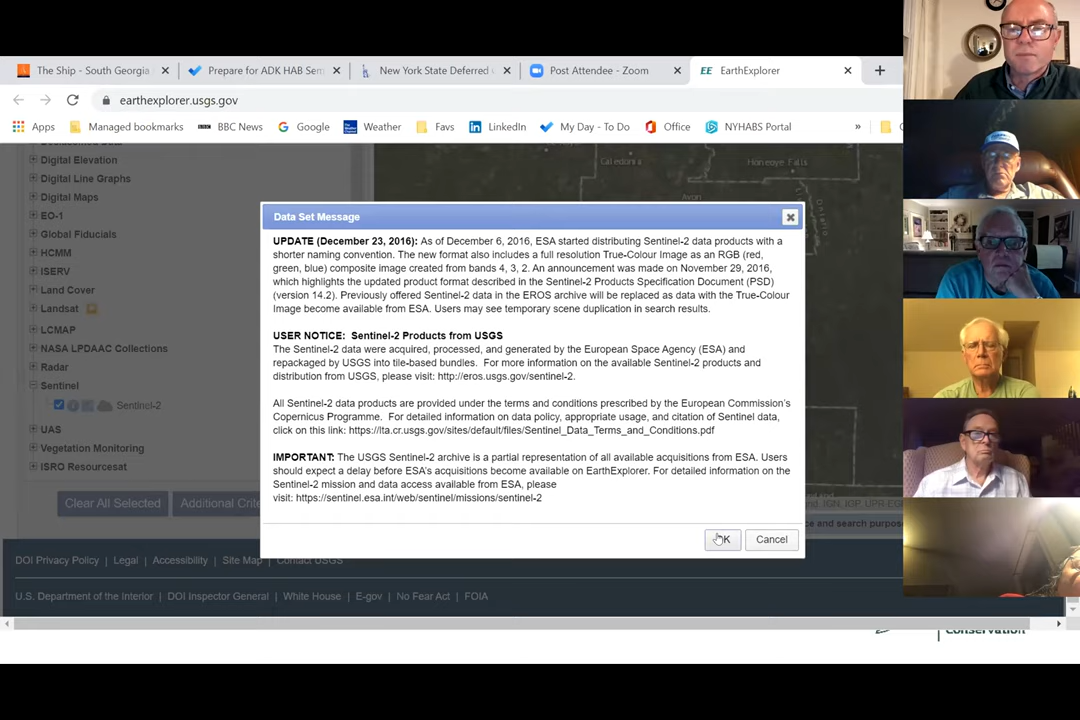 The Ship - South Georgia
Prepare for ADK HAB Sem
New York State Deferred
Post Attendee - Zoom
EE EarthExplorer
earthexplorer.usgs.gov
Apps Managed bookmarks BBC News Google Weather Favs LinkedIn My Day - To Do Office NYHABS Portal »
Digital Elevation
Digital Line Graphs
Digital Maps
EO-1
Global Fiducials
HCMM
ISERV
Land Cover
Landsat
LCMAP
NASA LPDAAC Collections
Radar
Sentinel
Sentinel-2
UAS
Vegetation Monitoring
ISRO Resourcesat
Clear All Selected
Additional Crite
Caledonia
Honeoye Falls
Avon
Ontario
Data Set Message
UPDATE (December 23, 2016): As of December 6, 2016, ESA started distributing Sentinel-2 data products with a
shorter naming convention. The new format also includes a full resolution True-Colour Image as an RGB (red,
green, blue) composite image created from bands 4, 3, 2. An announcement was made on November 29, 2016,
which highlights the updated product format described in the Sentinel-2 Products Specification Document (PSD)
(version 14.2). Previously offered Sentinel-2 data in the EROS archive will be replaced as data with the True-Colour
Image become available from ESA. Users may see temporary scene duplication in search results.
USER NOTICE: Sentinel-2 Products from USGS
The Sentinel-2 data were acquired, processed, and generated by the European Space Agency (ESA) and
repackaged by USGS into tile-based bundles. For more information on the available Sentinel-2 products and
distribution from USGS, please visit: http://eros.usgs.gov/sentinel-2.
All Sentinel-2 data products are provided under the terms and conditions prescribed by the European Commission's
Copernicus Programme. For detailed information on data policy, appropriate usage, and citation of Sentinel data,
click on this link: https://lta.cr.usgs.gov/sites/default/files/Sentinel_Data_Terms_and_Conditions.pdf
IMPORTANT: The USGS Sentinel-2 archive is a partial representation of all available acquisitions from ESA. Users
should expect a delay before ESA's acquisitions become available on EarthExplorer. For detailed information on the
Sentinel-2 mission and data access available from ESA, please
visit: https://sentinel.esa.int/web/sentinel/missions/sentinel-2
OK
Cancel
IGN, IGP, UPR-EG
ce and search purpos
DOI Privacy Policy | Legal | Accessibility | Site Map | Contact USGS
U.S. Department of the Interior | DOI Inspector General | White House | E-gov | No Fear Act | FOIA
Conservation